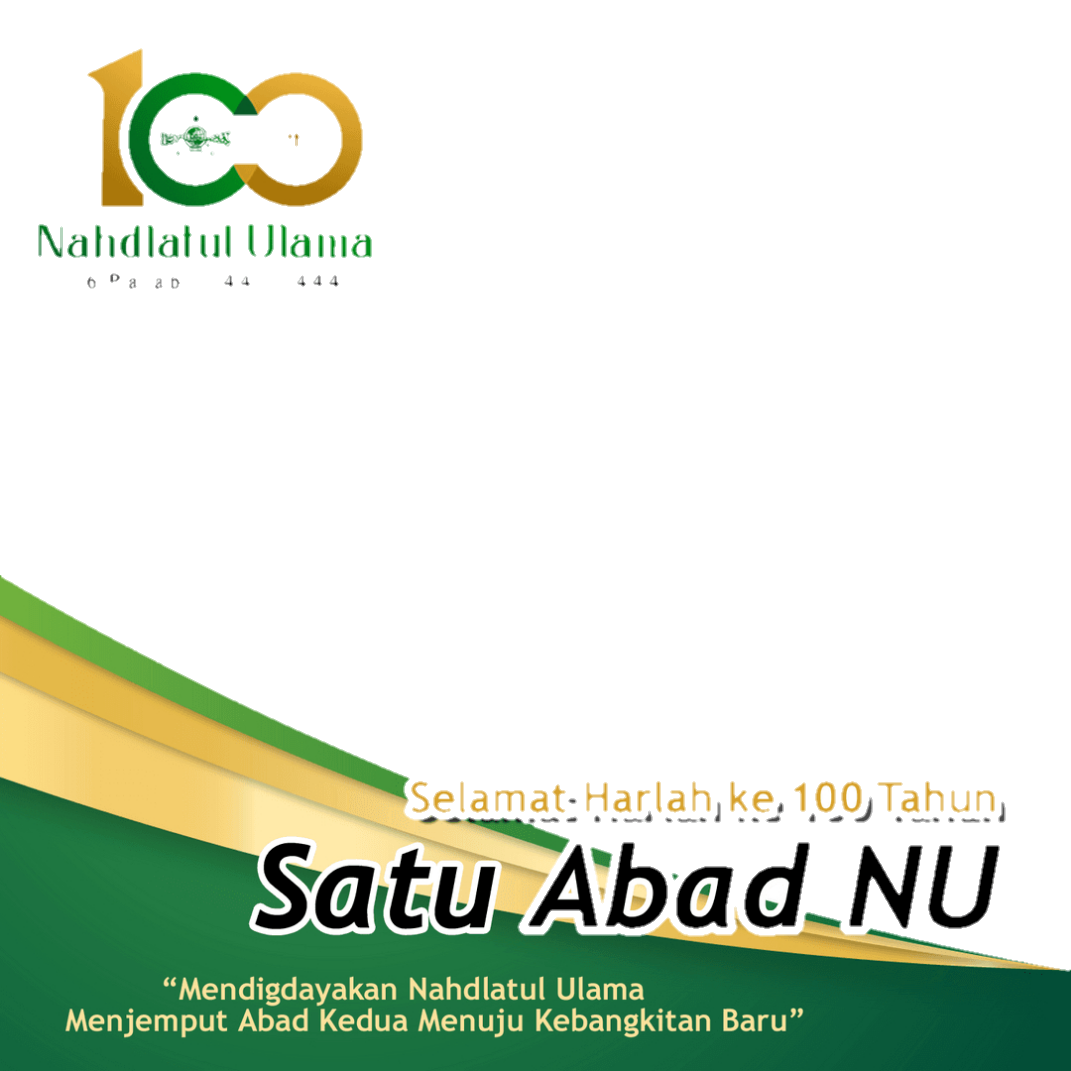 100
Nahdlatul Ulama
Selamat Harlah ke 100 Tahun
Satu Abad NU
“Mendigdayakan Nahdlatul Ulama
Menjemput Abad Kedua Menuju Kebangkitan Baru”